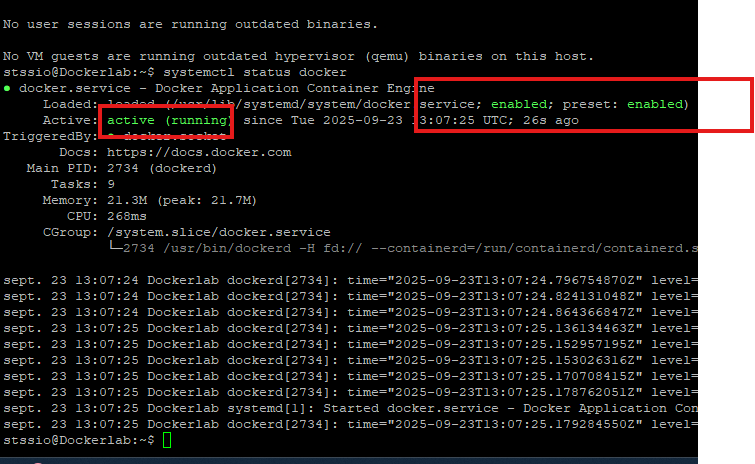 No user sessions are running outdated binaries.
No VM guests are running outdated hypervisor (qemu) binaries on this host.
stssio@Dockerlab:~$ systemctl status docker
● docker.service - Docker Application Container Engine
Loaded: loaded (/usr/lib/systemd/system/docker.service; enabled; preset: enabled)
Active: active (running) since Tue 2025-09-23 13:07:25 UTC; 26s ago
TriggeredBy: ● docker.socket
Docs: https://docs.docker.com
Main PID: 2734 (dockerd)
Tasks: 9
Memory: 21.3M (peak: 21.7M)
CPU: 268ms
CGroup: /system.slice/docker.service
└─2734 /usr/bin/dockerd -H fd:// --containerd=/run/containerd/containerd.s
sept. 23 13:07:24 Dockerlab dockerd[2734]: time="2025-09-23T13:07:24.796754870Z" level=
sept. 23 13:07:24 Dockerlab dockerd[2734]: time="2025-09-23T13:07:24.824131048Z" level=
sept. 23 13:07:24 Dockerlab dockerd[2734]: time="2025-09-23T13:07:24.864366847Z" level=
sept. 23 13:07:25 Dockerlab dockerd[2734]: time="2025-09-23T13:07:25.136134463Z" level=
sept. 23 13:07:25 Dockerlab dockerd[2734]: time="2025-09-23T13:07:25.152957195Z" level=
sept. 23 13:07:25 Dockerlab dockerd[2734]: time="2025-09-23T13:07:25.153026316Z" level=
sept. 23 13:07:25 Dockerlab dockerd[2734]: time="2025-09-23T13:07:25.170708415Z" level=
sept. 23 13:07:25 Dockerlab dockerd[2734]: time="2025-09-23T13:07:25.178762051Z" level=
sept. 23 13:07:25 Dockerlab systemd[1]: Started docker.service - Docker Application Con
sept. 23 13:07:25 Dockerlab dockerd[2734]: time="2025-09-23T13:07:25.179284550Z" level=
stssio@Dockerlab:~$